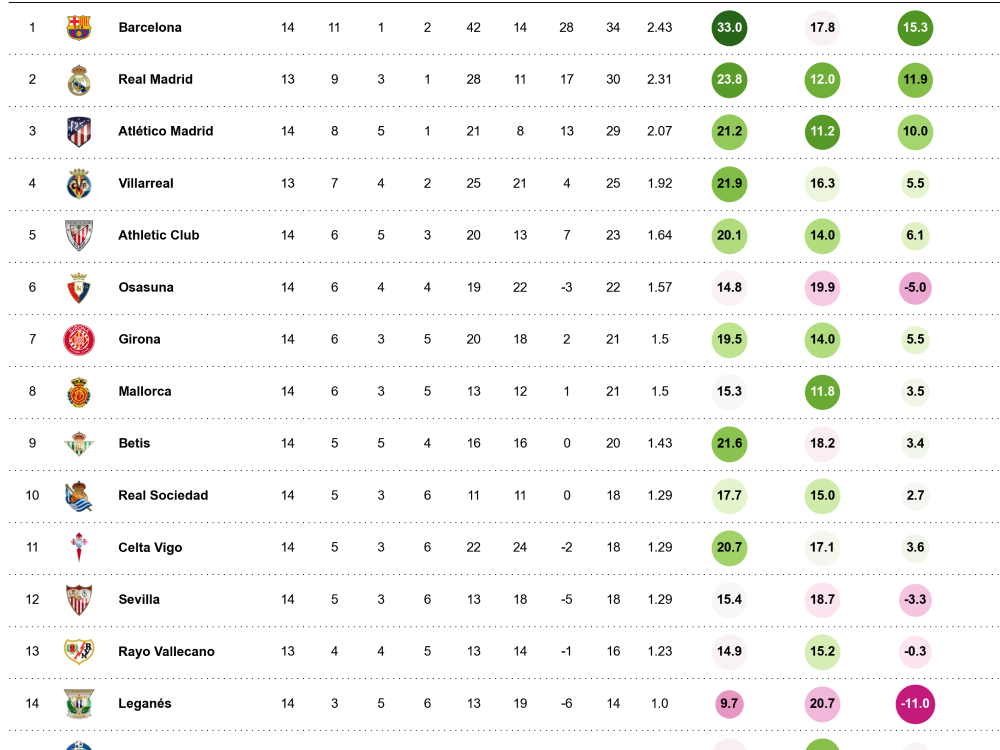 1 Barcelona 14 11 1 2 42 14 28 34 2.43 33.0 17.8 15.3
2 Real Madrid 13 9 3 1 28 11 17 30 2.31 23.8 12.0 11.9
3 Atlético Madrid 14 8 5 1 21 8 13 29 2.07 21.2 11.2 10.0
4 Villarreal 13 7 4 2 25 21 4 25 1.92 21.9 16.3 5.5
5 Athletic Club 14 6 5 3 20 13 7 23 1.64 20.1 14.0 6.1
6 Osasuna 14 6 4 4 19 22 -3 22 1.57 14.8 19.9 -5.0
7 Girona 14 6 3 5 20 18 2 21 1.5 19.5 14.0 5.5
8 Mallorca 14 6 3 5 13 12 1 21 1.5 15.3 11.8 3.5
9 Betis 14 5 5 4 16 16 0 20 1.43 21.6 18.2 3.4
10 Real Sociedad 14 5 3 6 11 11 0 18 1.29 17.7 15.0 2.7
11 Celta Vigo 14 5 3 6 22 24 -2 18 1.29 20.7 17.1 3.6
12 Sevilla 14 5 3 6 13 18 -5 18 1.29 15.4 18.7 -3.3
13 Rayo Vallecano 13 4 4 5 13 14 -1 16 1.23 14.9 15.2 -0.3
14 Leganés 14 3 5 6 13 19 -6 14 1.0 9.7 20.7 -11.0